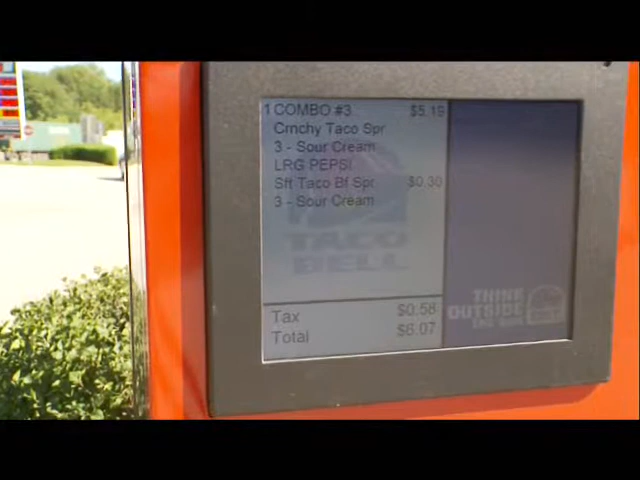 1 COMBO #3 $5.19
Crnchy Taco Spr
3 - Sour Cream
LRG PEPSI
Sft Taco Bf Spr $0.30
3 - Sour Cream
TACO
BELL
Tax $0.58
Total $6.07
THINK
OUTSIDE
THE BUN